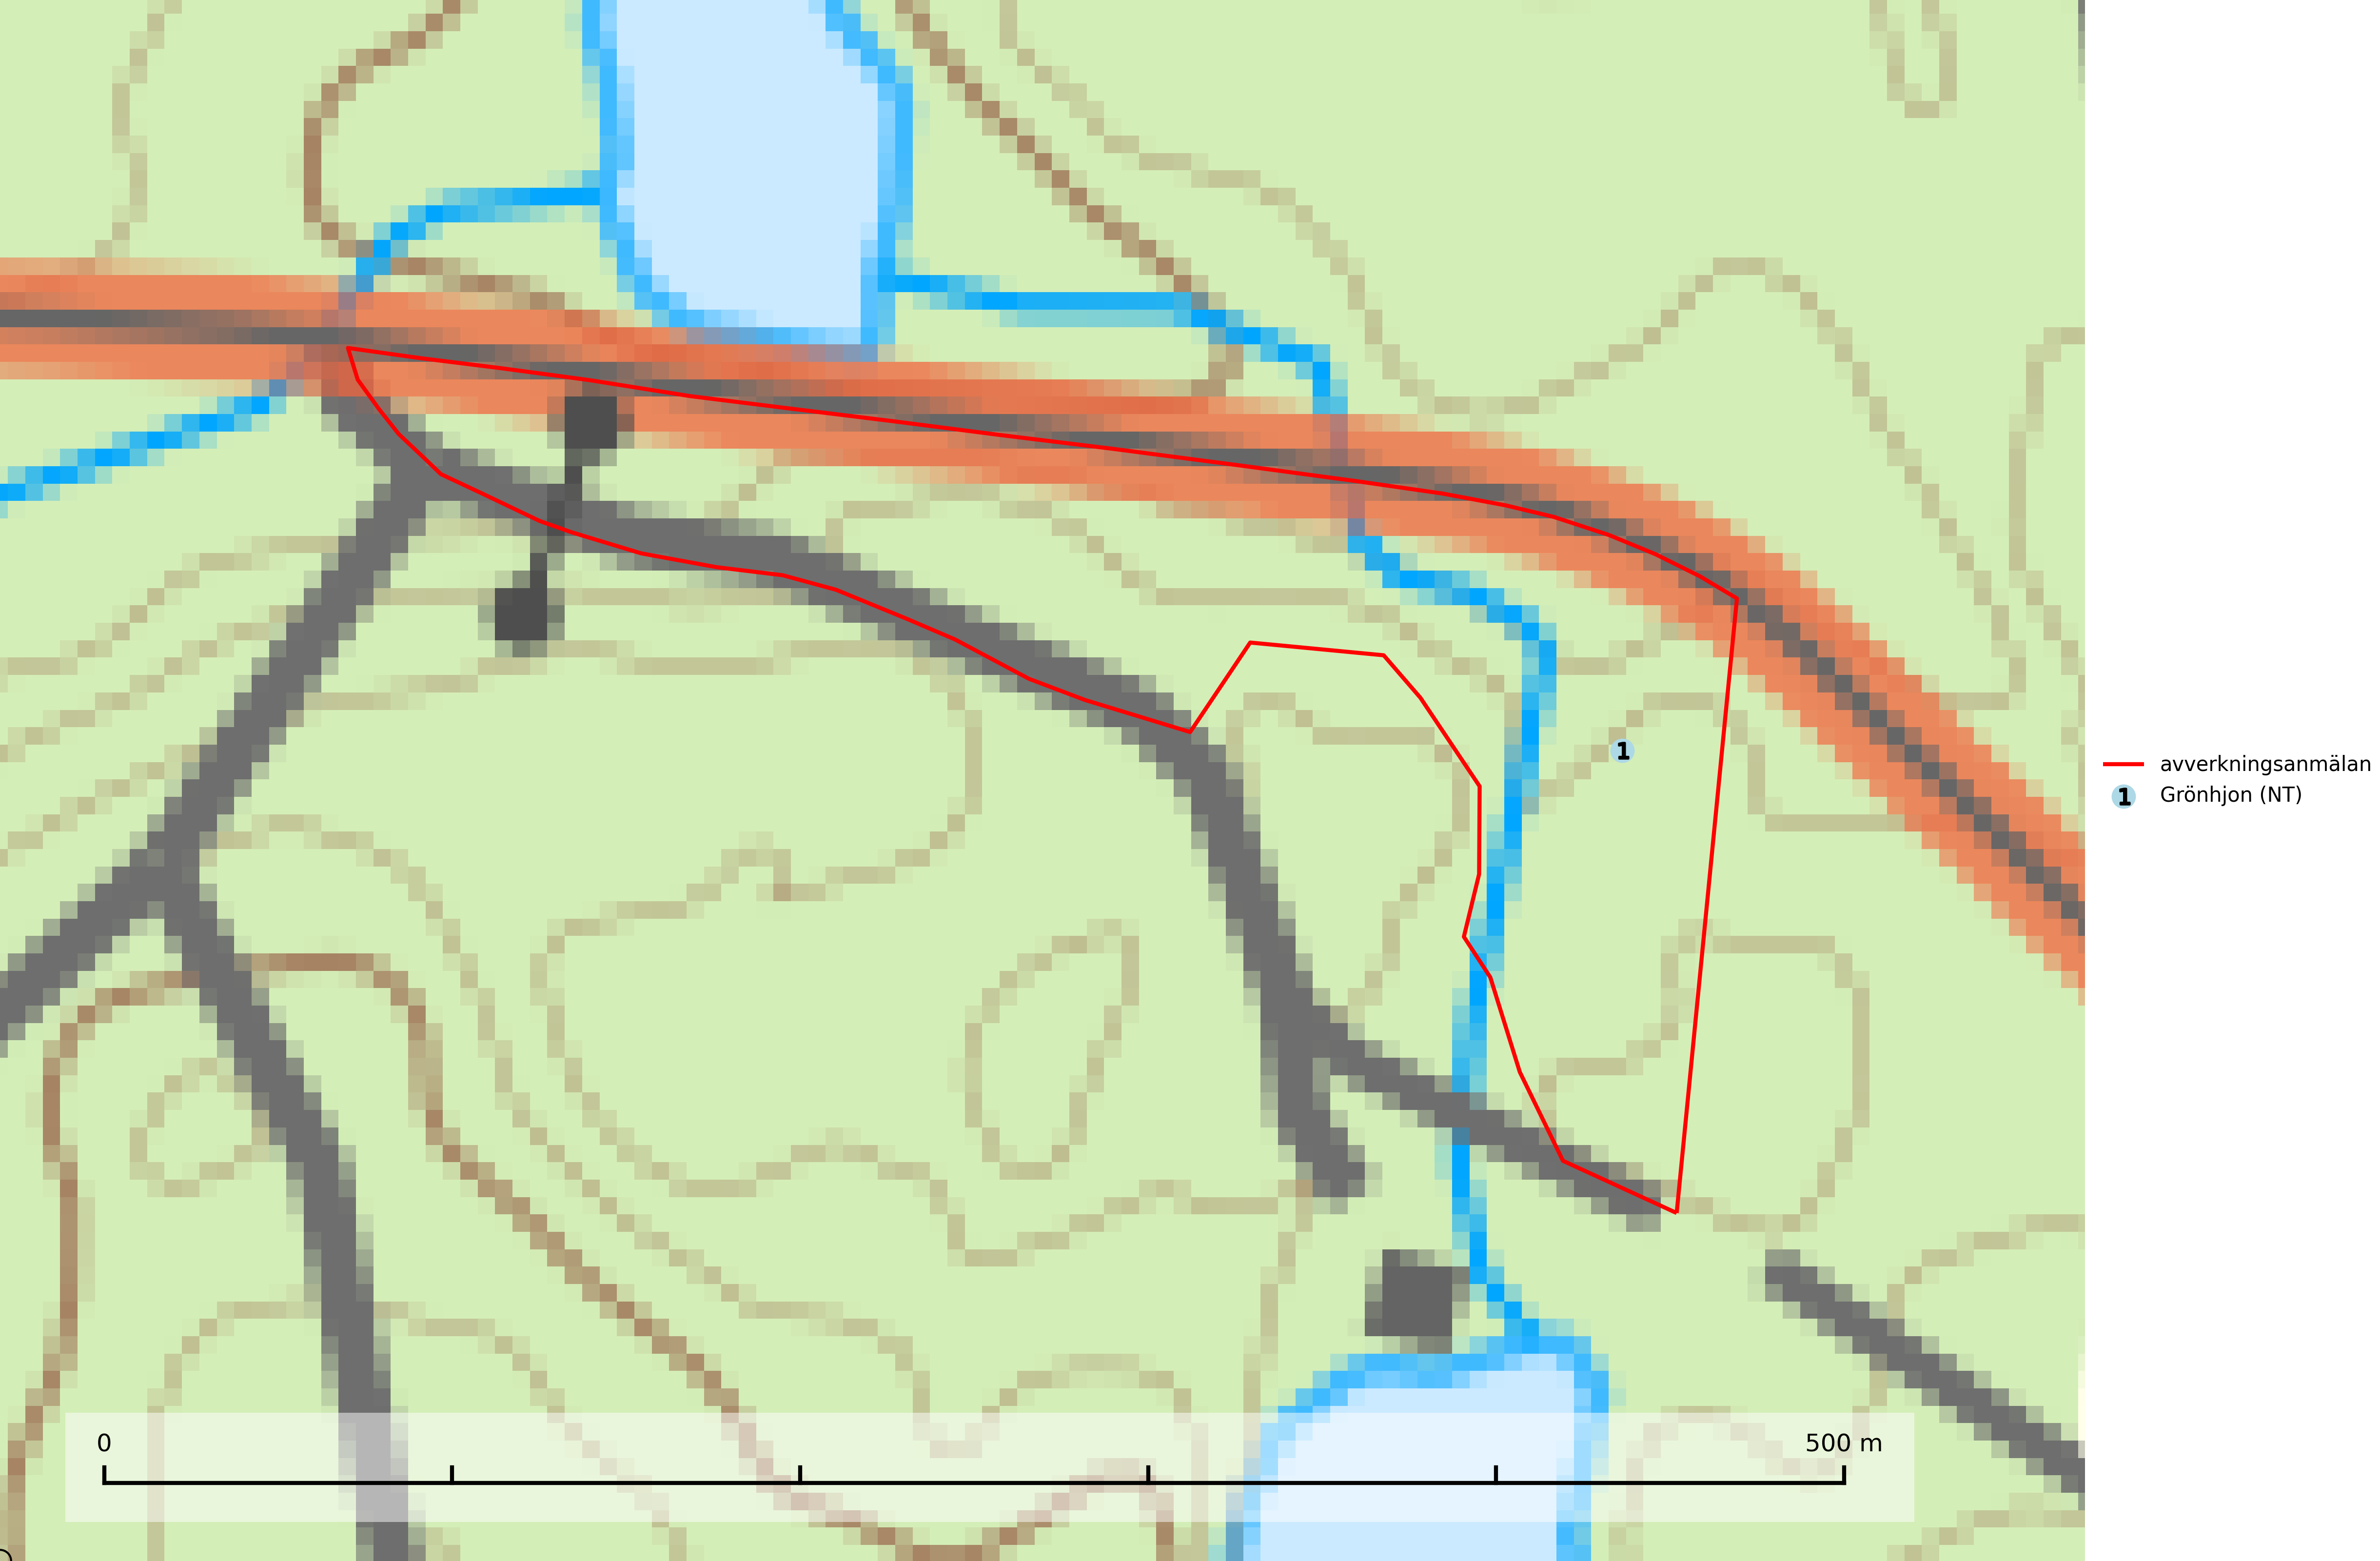 1
avverkningsanmälan
1 Grönhjon (NT)
0 500 m